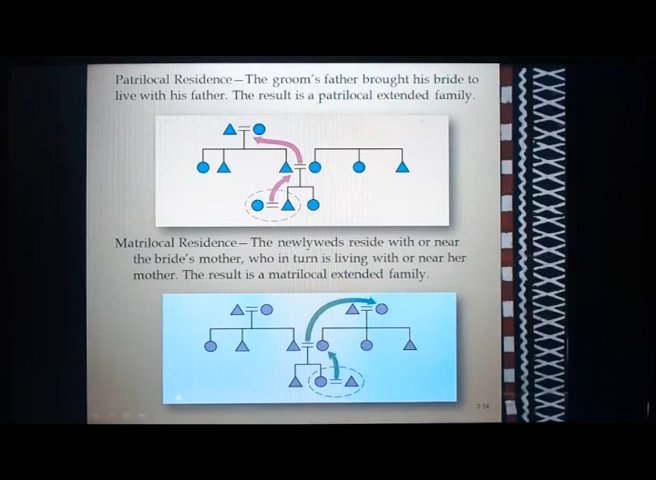 Patrilocal Residence—The groom's father brought his bride to
live with his father. The result is a patrilocal extended family.
Matrilocal Residence—The newlyweds reside with or near
the bride's mother, who in turn is living with or near her
mother. The result is a matrilocal extended family.